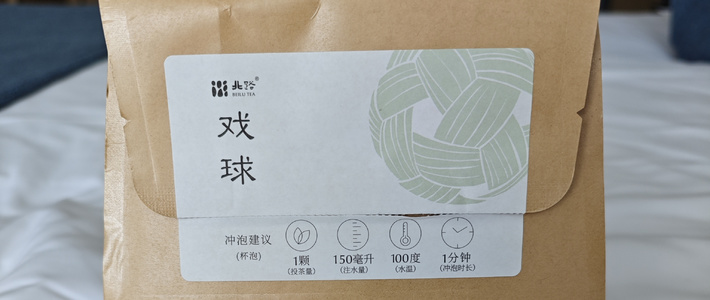 北路®
BEILU TEA
戏
球
冲泡建议
(杯泡)
1颗 150毫升 100度 1分钟
(投茶量) (注水量) (水温) (冲泡时长)